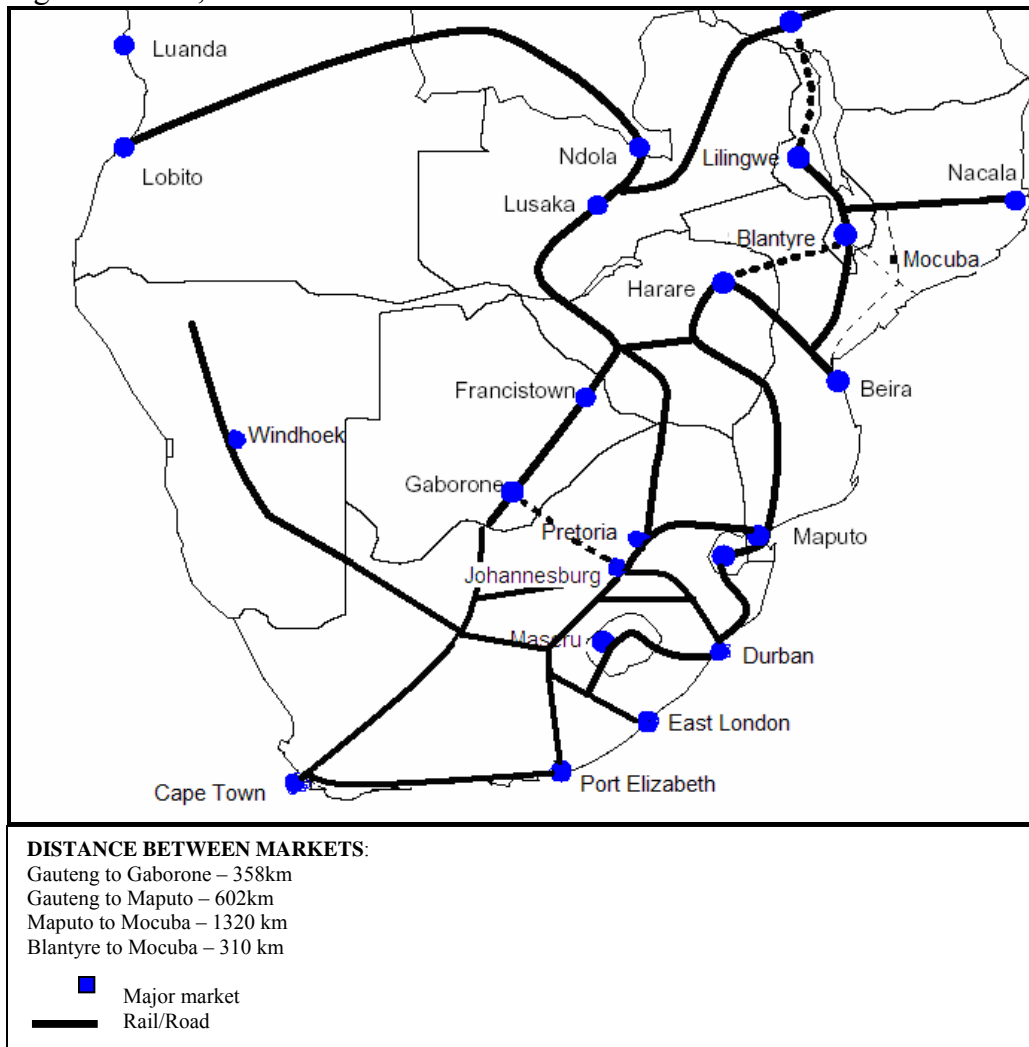 Luanda
Lobito
Ndola
Lilingwe
Nacala
Lusaka
Blantyre
Mocuba
Harare
Francistown
Beira
Windhoek
Gaborone
Pretoria
Maputo
Johannesburg
Maseru
Durban
East London
Port Elizabeth
Cape Town
DISTANCE BETWEEN MARKETS:
Gauteng to Gaborone – 358km
Gauteng to Maputo – 602km
Maputo to Mocuba – 1320 km
Blantyre to Mocuba – 310 km
Major market
Rail/Road